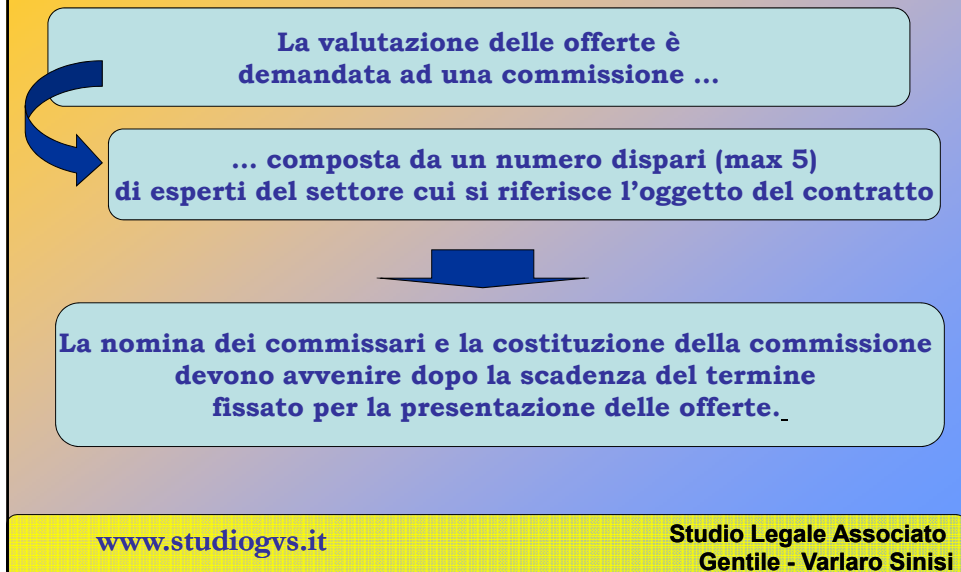 La valutazione delle offerte è
demandata ad una commissione …
… composta da un numero dispari (max 5)
di esperti del settore cui si riferisce l’oggetto del contratto
La nomina dei commissari e la costituzione della commissione
devono avvenire dopo la scadenza del termine
fissato per la presentazione delle offerte.
www.studiogvs.it
Studio Legale Associato
Gentile - Varlaro Sinisi